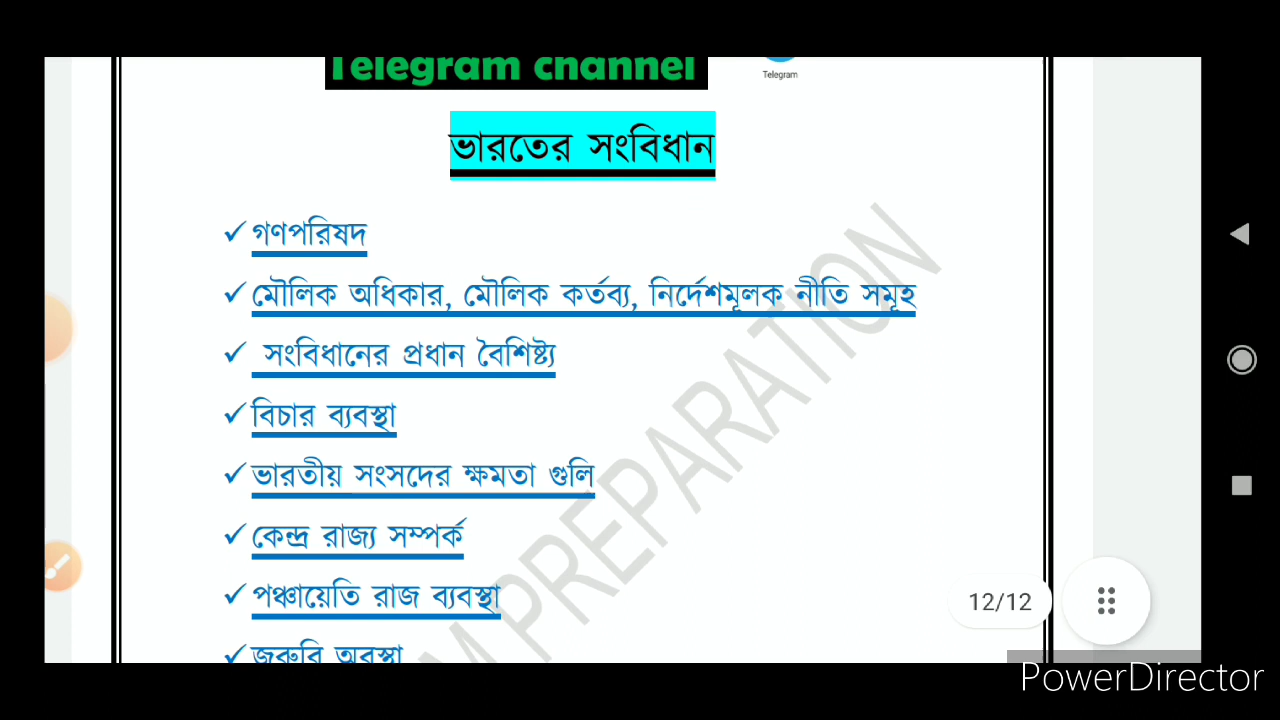 Telegram channel
Telegram
ভারতের সংবিধান
✓ গণপরিষদ
✓ মৌলিক অধিকার, মৌলিক কর্তব্য, নির্দেশমূলক নীতি সমূহ
✓ সংবিধানের প্রধান বৈশিষ্ট্য
✓ বিচার ব্যবস্থা
✓ ভারতীয় সংসদের ক্ষমতা গুলি
✓ কেন্দ্র রাজ্য সম্পর্ক
✓ পঞ্চায়েতি রাজ ব্যবস্থা
✓ জরুরি অবস্থা
PREPARATION
12/12
PowerDirector